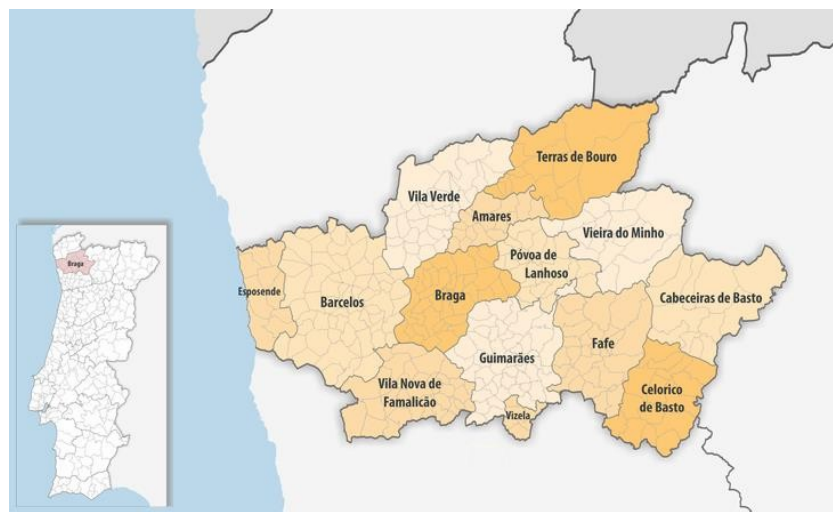 Terras de Bouro
Vila Verde
Amares
Vieira do Minho
Póvoa de
Lanhoso
Braga
Esposende
Barcelos
Braga
Cabeceiras de Basto
Guimarães
Fafe
Vila Nova de
Famalicão
Celorico
de Basto
Vizela